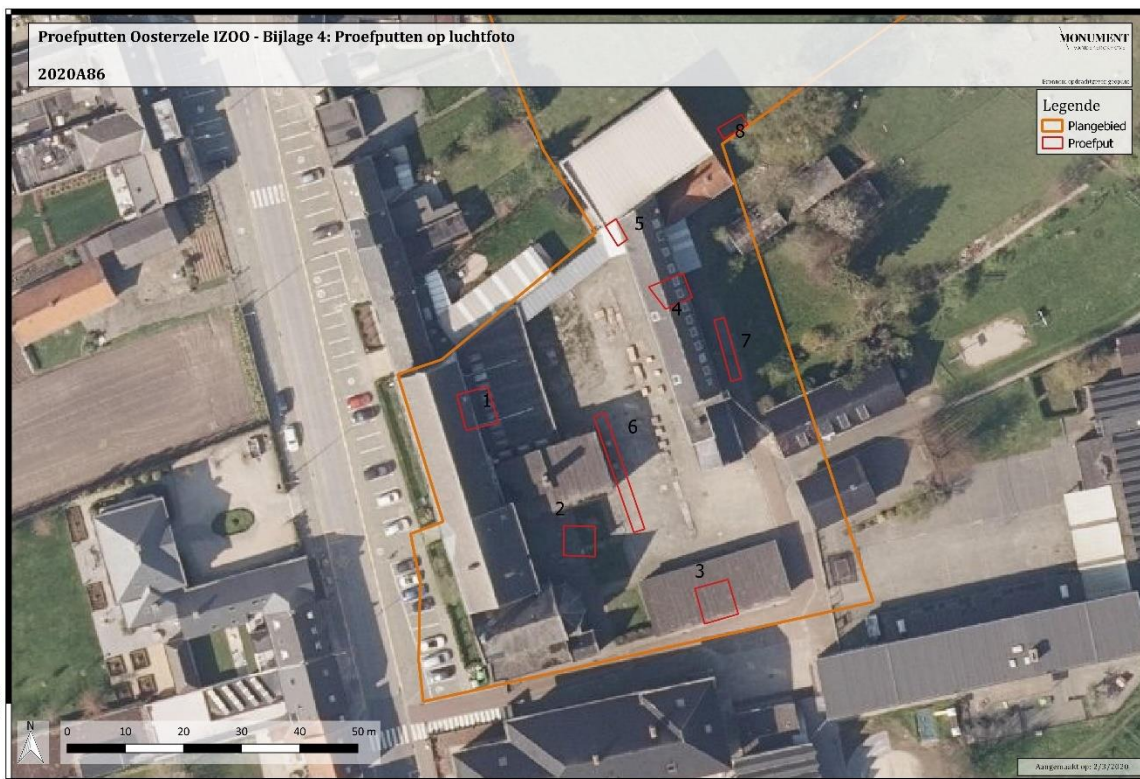 Proefputten Oosterzele IZOO - Bijlage 4: Proefputten op luchtfoto
2020A86
MONUMENT
Legende
Plangebied
Proefput
8
5
4
7
1
6
2
3
N
0 10 20 30 40 50 m
Aangemaakt op: 2/3/2020